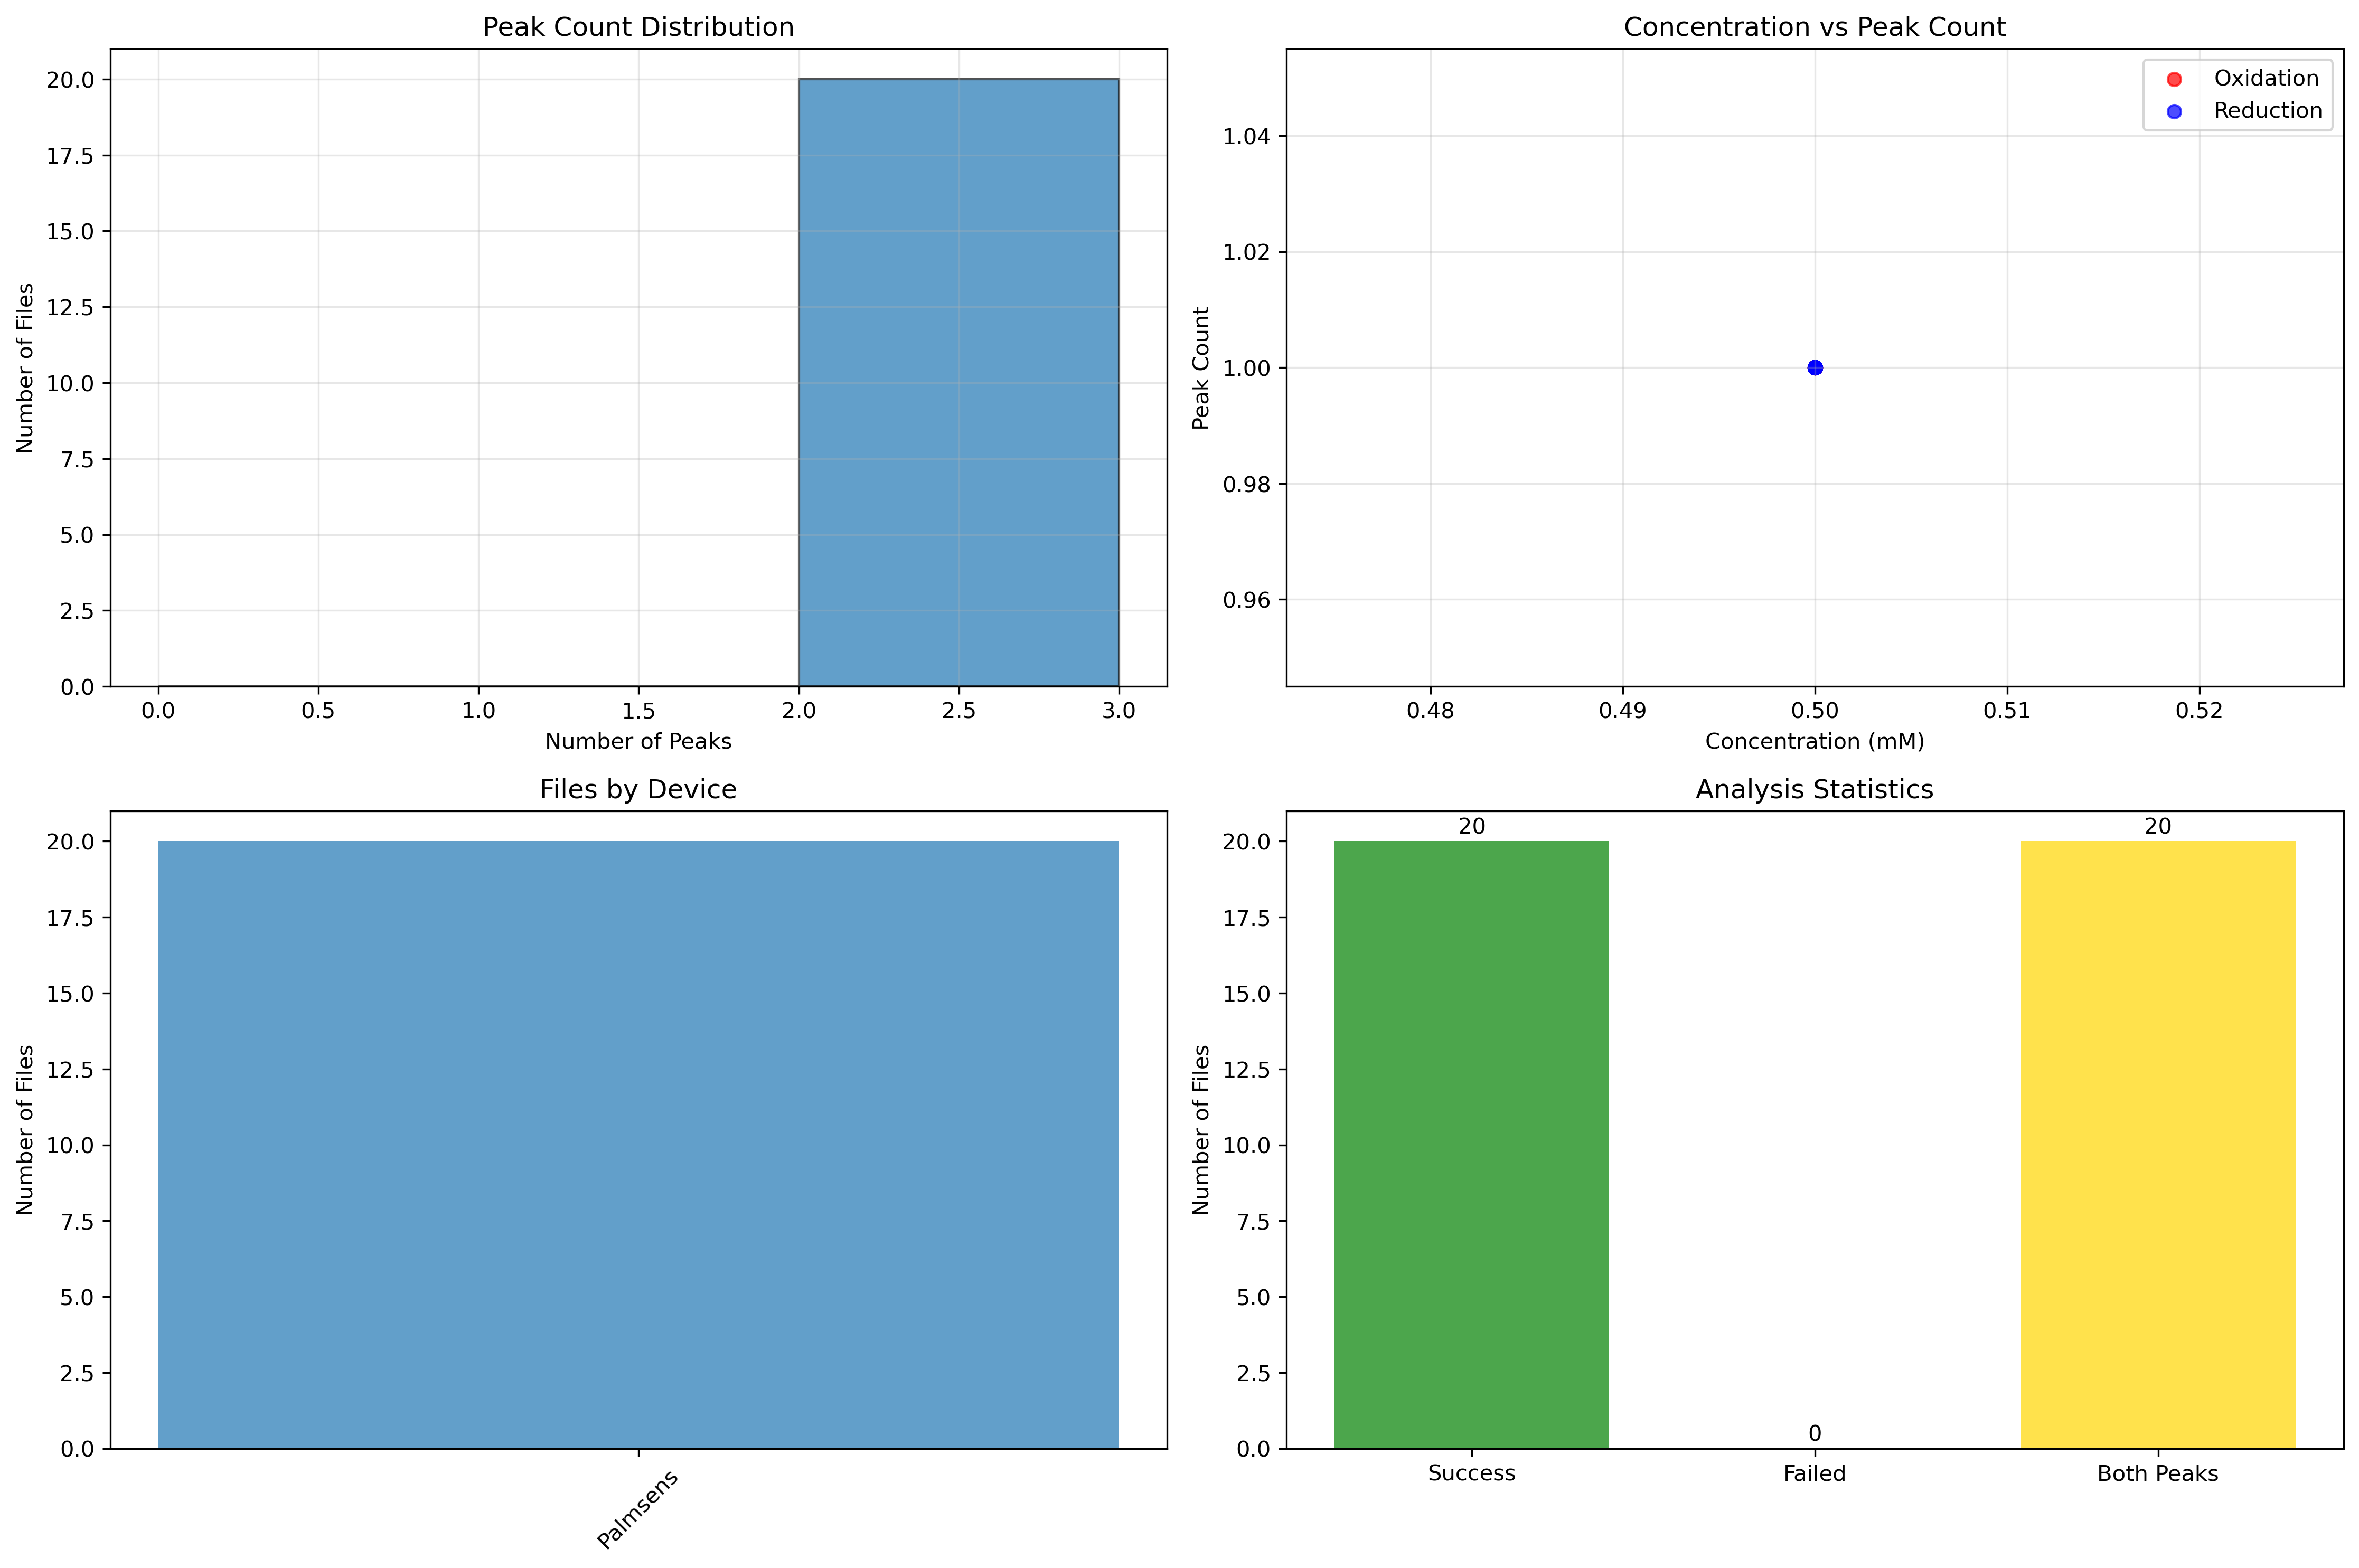 Peak Count Distribution
Number of Files
20.0
17.5
15.0
12.5
10.0
7.5
5.0
2.5
0.0
0.0 0.5 1.0 1.5 2.0 2.5 3.0
Number of Peaks
Concentration vs Peak Count
Oxidation
Reduction
Peak Count
1.04
1.02
1.00
0.98
0.96
0.48 0.49 0.50 0.51 0.52
Concentration (mM)
Files by Device
Number of Files
20.0
17.5
15.0
12.5
10.0
7.5
5.0
2.5
0.0
Palmsens
Analysis Statistics
Number of Files
20.0
17.5
15.0
12.5
10.0
7.5
5.0
2.5
0.0
20 0 20
Success Failed Both Peaks